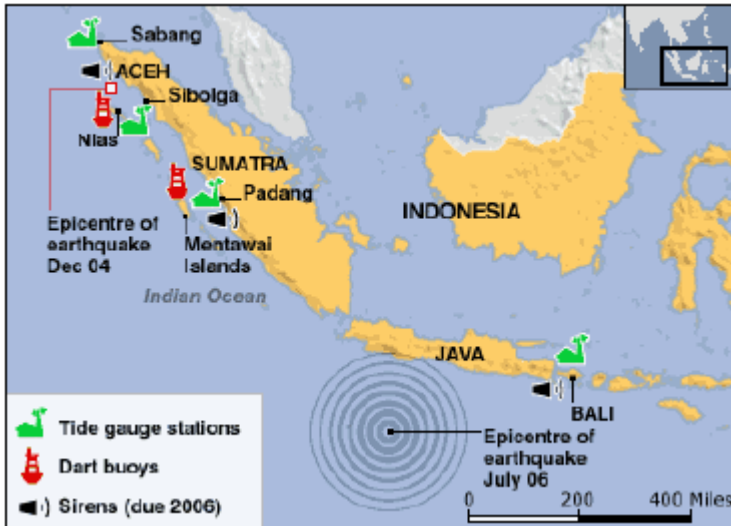 Sabang
ACEH
Sibolga
Nias
SUMATRA
Padang
INDONESIA
Epicentre of
earthquake
Dec 04
Mentawai
Islands
Indian Ocean
JAVA
BALI
Epicentre of
earthquake
July 06
Tide gauge stations
Dart buoys
Sirens (due 2006)
0 200 400 Miles